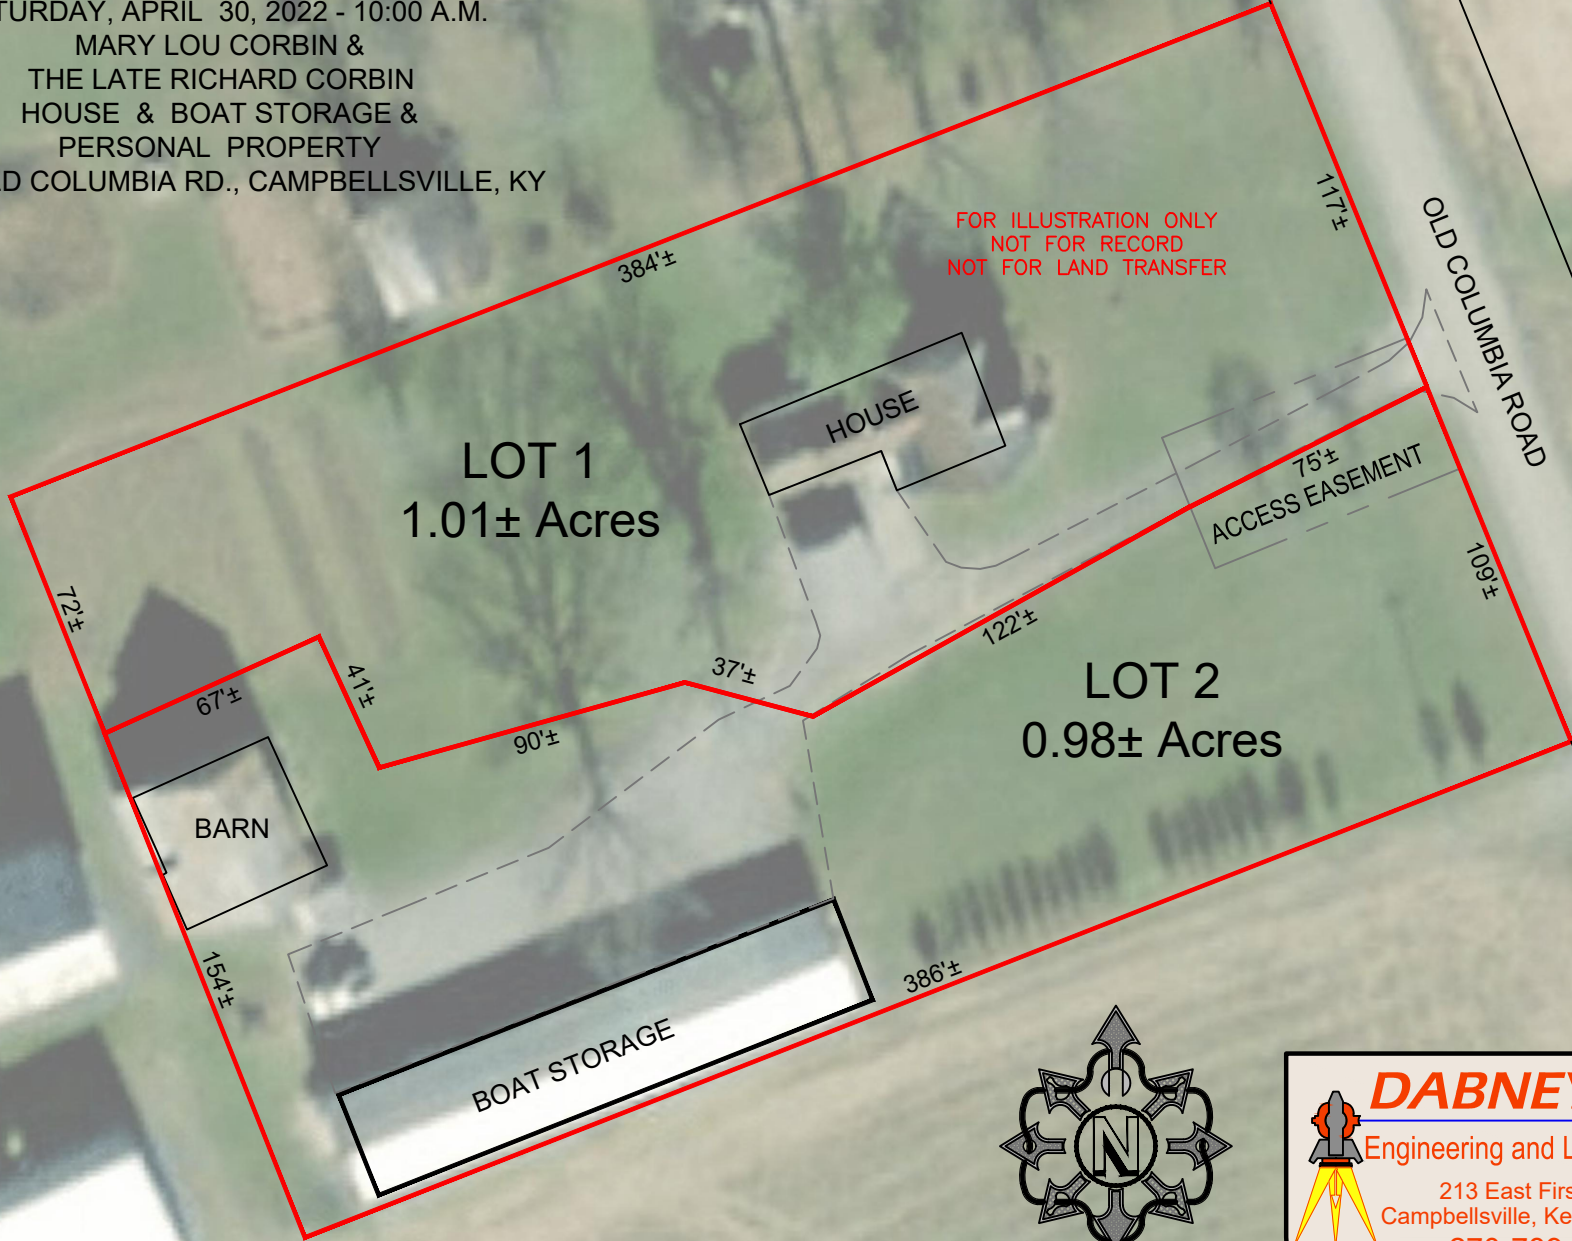 APRIL 30, 2022 - 10:00 A.M.
MARY LOU CORBIN &
THE LATE RICHARD CORBIN
HOUSE & BOAT STORAGE &
PERSONAL PROPERTY
COLUMBIA RD., CAMPBELLSVILLE, KY
FOR ILLUSTRATION ONLY
NOT FOR RECORD
NOT FOR LAND TRANSFER
117'±
OLD COLUMBIA ROAD
384'±
HOUSE
LOT 1
1.01± Acres
75'±
ACCESS EASEMENT
109'±
72'±
67'±
41'±
37'±
122'±
90'±
LOT 2
0.98± Acres
BARN
154'±
386'±
BOAT STORAGE
N
DABNEY
Engineering and
213 East
Campbellsville,